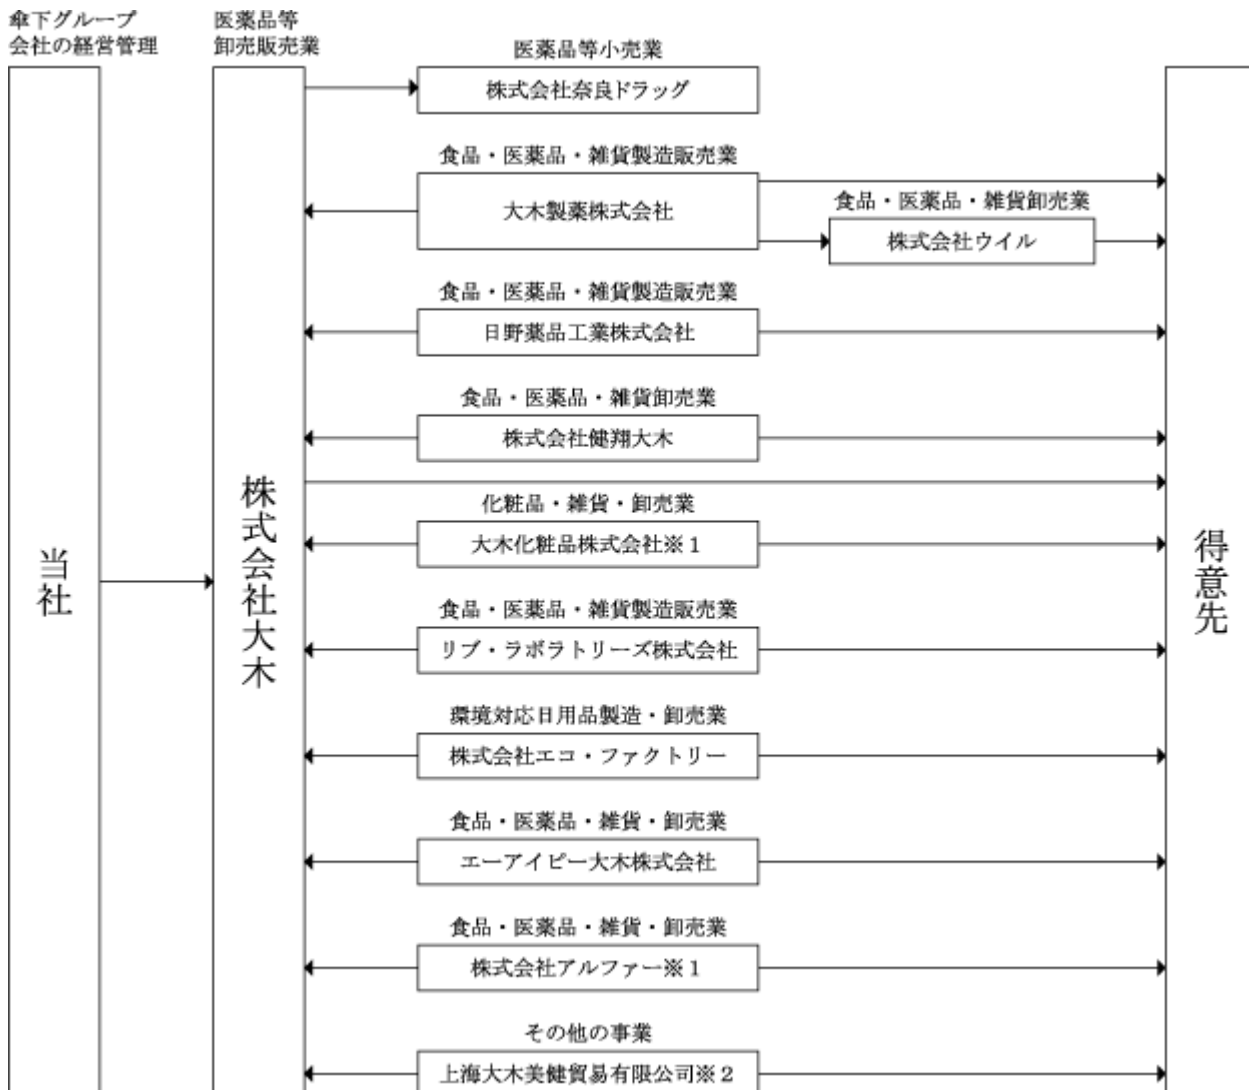 傘下グループ
会社の経営管理
医薬品等
卸売販売業
医薬品等小売業
株式会社奈良ドラッグ
食品・医薬品・雑貨製造販売業
大木製薬株式会社
食品・医薬品・雑貨卸売業
株式会社ウイル
食品・医薬品・雑貨製造販売業
日野薬品工業株式会社
食品・医薬品・雑貨卸売業
株式会社健翔大木
化粧品・雑貨・卸売業
大木化粧品株式会社※1
当社
株式会社大木
得意先
食品・医薬品・雑貨製造販売業
リブ・ラボラトリーズ株式会社
環境対応日用品製造・卸売業
株式会社エコ・ファクトリー
食品・医薬品・雑貨・卸売業
エーアイピー大木株式会社
食品・医薬品・雑貨・卸売業
株式会社アルファー※1
その他の事業
上海大木美健貿易有限公司※2